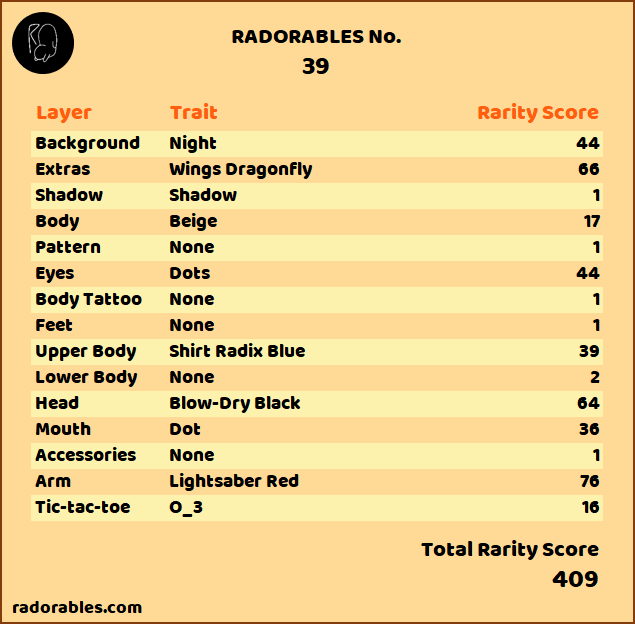 RADORABLES No.
39
Layer Trait Rarity Score
Background Night 44
Extras Wings Dragonfly 66
Shadow Shadow 1
Body Beige 17
Pattern None 1
Eyes Dots 44
Body Tattoo None 1
Feet None 1
Upper Body Shirt Radix Blue 39
Lower Body None 2
Head Blow-Dry Black 64
Mouth Dot 36
Accessories None 1
Arm Lightsaber Red 76
Tic-tac-toe O_3 16
Total Rarity Score
409
radorables.com